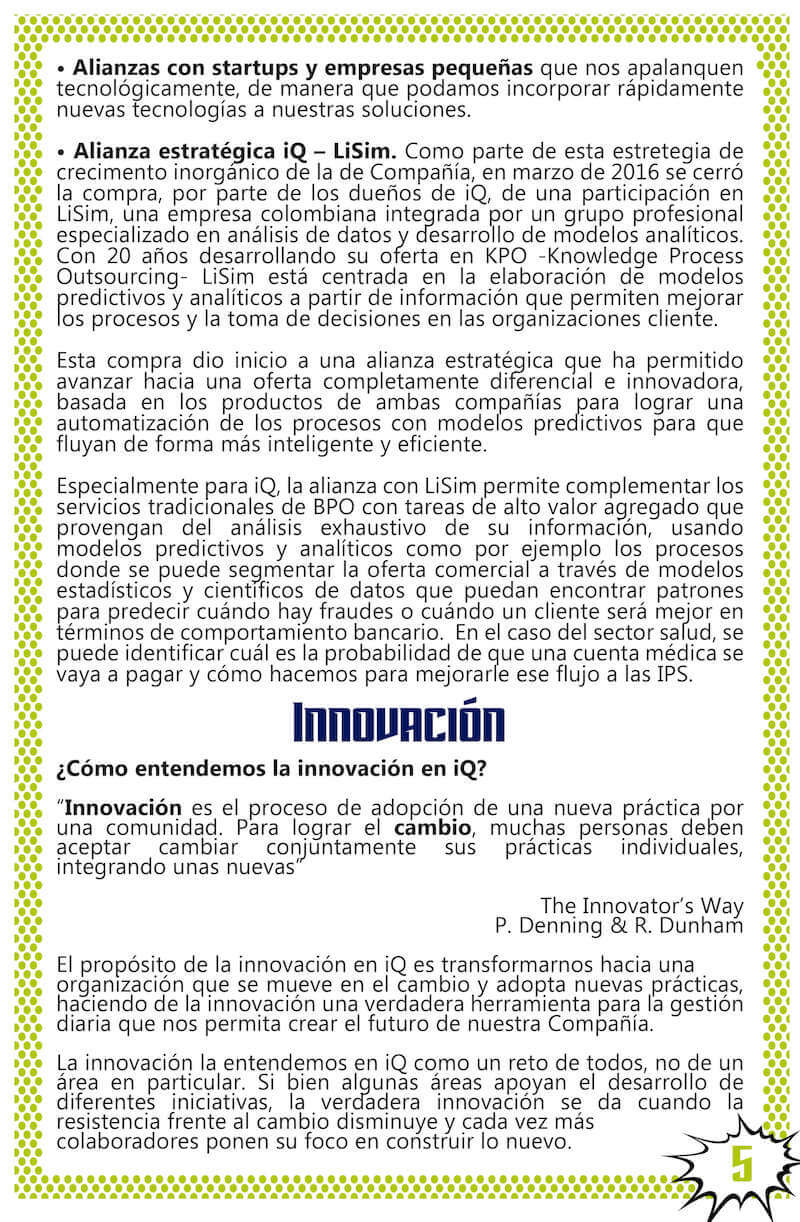 • Alianzas con startups y empresas pequeñas que nos apalanquen
tecnológicamente, de manera que podamos incorporar rápidamente
nuevas tecnologías a nuestras soluciones.
• Alianza estratégica iQ – LiSim. Como parte de esta estretegia de
crecimiento inorgánico de la de Compañía, en marzo de 2016 se cerró
la compra, por parte de los dueños de iQ, de una participación en
LiSim, una empresa colombiana integrada por un grupo profesional
especializado en análisis de datos y desarrollo de modelos analíticos.
Con 20 años desarrollando su oferta en KPO -Knowledge Process
Outsourcing- LiSim está centrada en la elaboración de modelos
predictivos y analíticos a partir de información que permiten mejorar
los procesos y la toma de decisiones en las organizaciones cliente.
Esta compra dio inicio a una alianza estratégica que ha permitido
avanzar hacia una oferta completamente diferencial e innovadora,
basada en los productos de ambas compañías para lograr una
automatización de los procesos con modelos predictivos para que
fluyan de forma más inteligente y eficiente.
Especialmente para iQ, la alianza con LiSim permite complementar los
servicios tradicionales de BPO con tareas de alto valor agregado que
provengan del análisis exhaustivo de su información, usando
modelos predictivos y analíticos como por ejemplo los procesos
donde se puede segmentar la oferta comercial a través de modelos
estadísticos y científicos de datos que puedan encontrar patrones
para predecir cuándo hay fraudes o cuándo un cliente será mejor en
términos de comportamiento bancario.  En el caso del sector salud, se
puede identificar cuál es la probabilidad de que una cuenta médica se
vaya a pagar y cómo hacemos para mejorarle ese flujo a las IPS.
Innovación
¿Cómo entendemos la innovación en iQ?
“Innovación es el proceso de adopción de una nueva práctica por
una comunidad. Para lograr el cambio, muchas personas deben
aceptar cambiar conjuntamente sus prácticas individuales,
integrando unas nuevas”
The Innovator’s Way
P. Denning & R. Dunham
El propósito de la innovación en iQ es transformarnos hacia una
organización que se mueve en el cambio y adopta nuevas prácticas,
haciendo de la innovación una verdadera herramienta para la gestión
diaria que nos permita crear el futuro de nuestra Compañía.
La innovación la entendemos en iQ como un reto de todos, no de un
área en particular. Si bien algunas áreas apoyan el desarrollo de
diferentes iniciativas, la verdadera innovación se da cuando la
resistencia frente al cambio disminuye y cada vez más
colaboradores ponen su foco en construir lo nuevo.
5